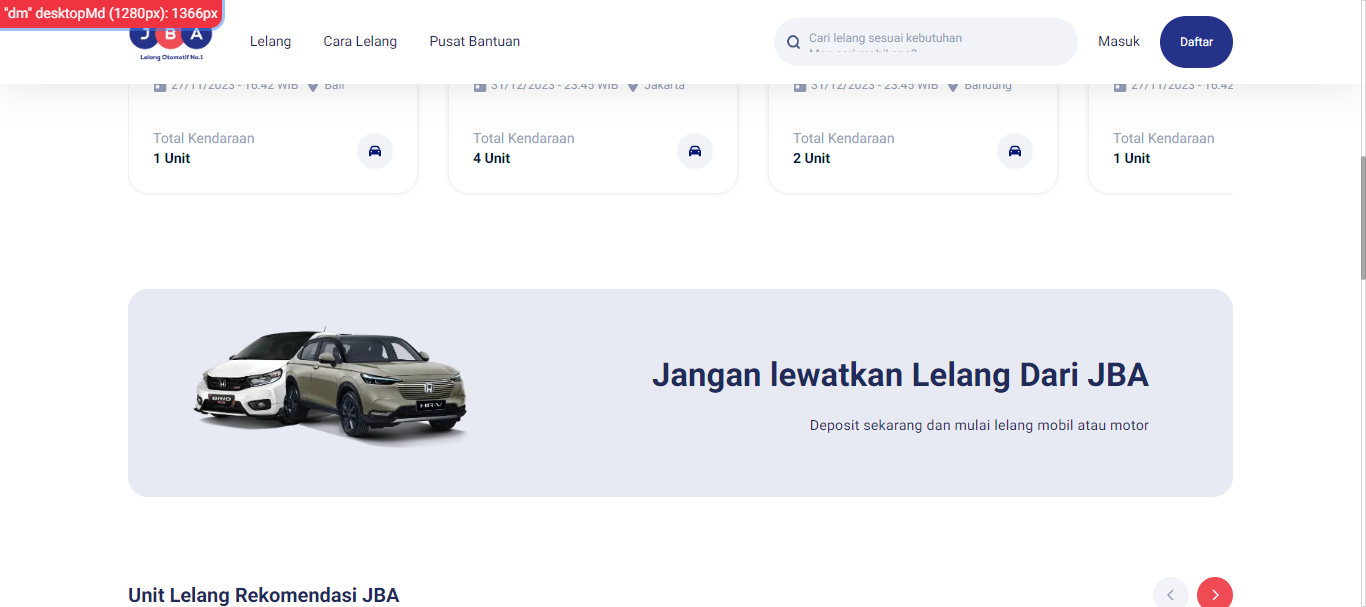 "dm" desktopMd (1280px): 1366px
JBA
Lelang Otomotif No.1
Lelang
Cara Lelang
Pusat Bantuan
Cari lelang sesuai kebutuhan
Mau cari mobil apa?
Masuk
Daftar
27/11/2023 - 16.42 WIB Bali
31/12/2023 - 23.45 WIB Jakarta
31/12/2023 - 23.45 WIB Bandung
27/11/2023 - 16.42
Total Kendaraan
1 Unit
Total Kendaraan
4 Unit
Total Kendaraan
2 Unit
Total Kendaraan
1 Unit
BRIO
HR-V
Jangan lewatkan Lelang Dari JBA
Deposit sekarang dan mulai lelang mobil atau motor
Unit Lelang Rekomendasi JBA